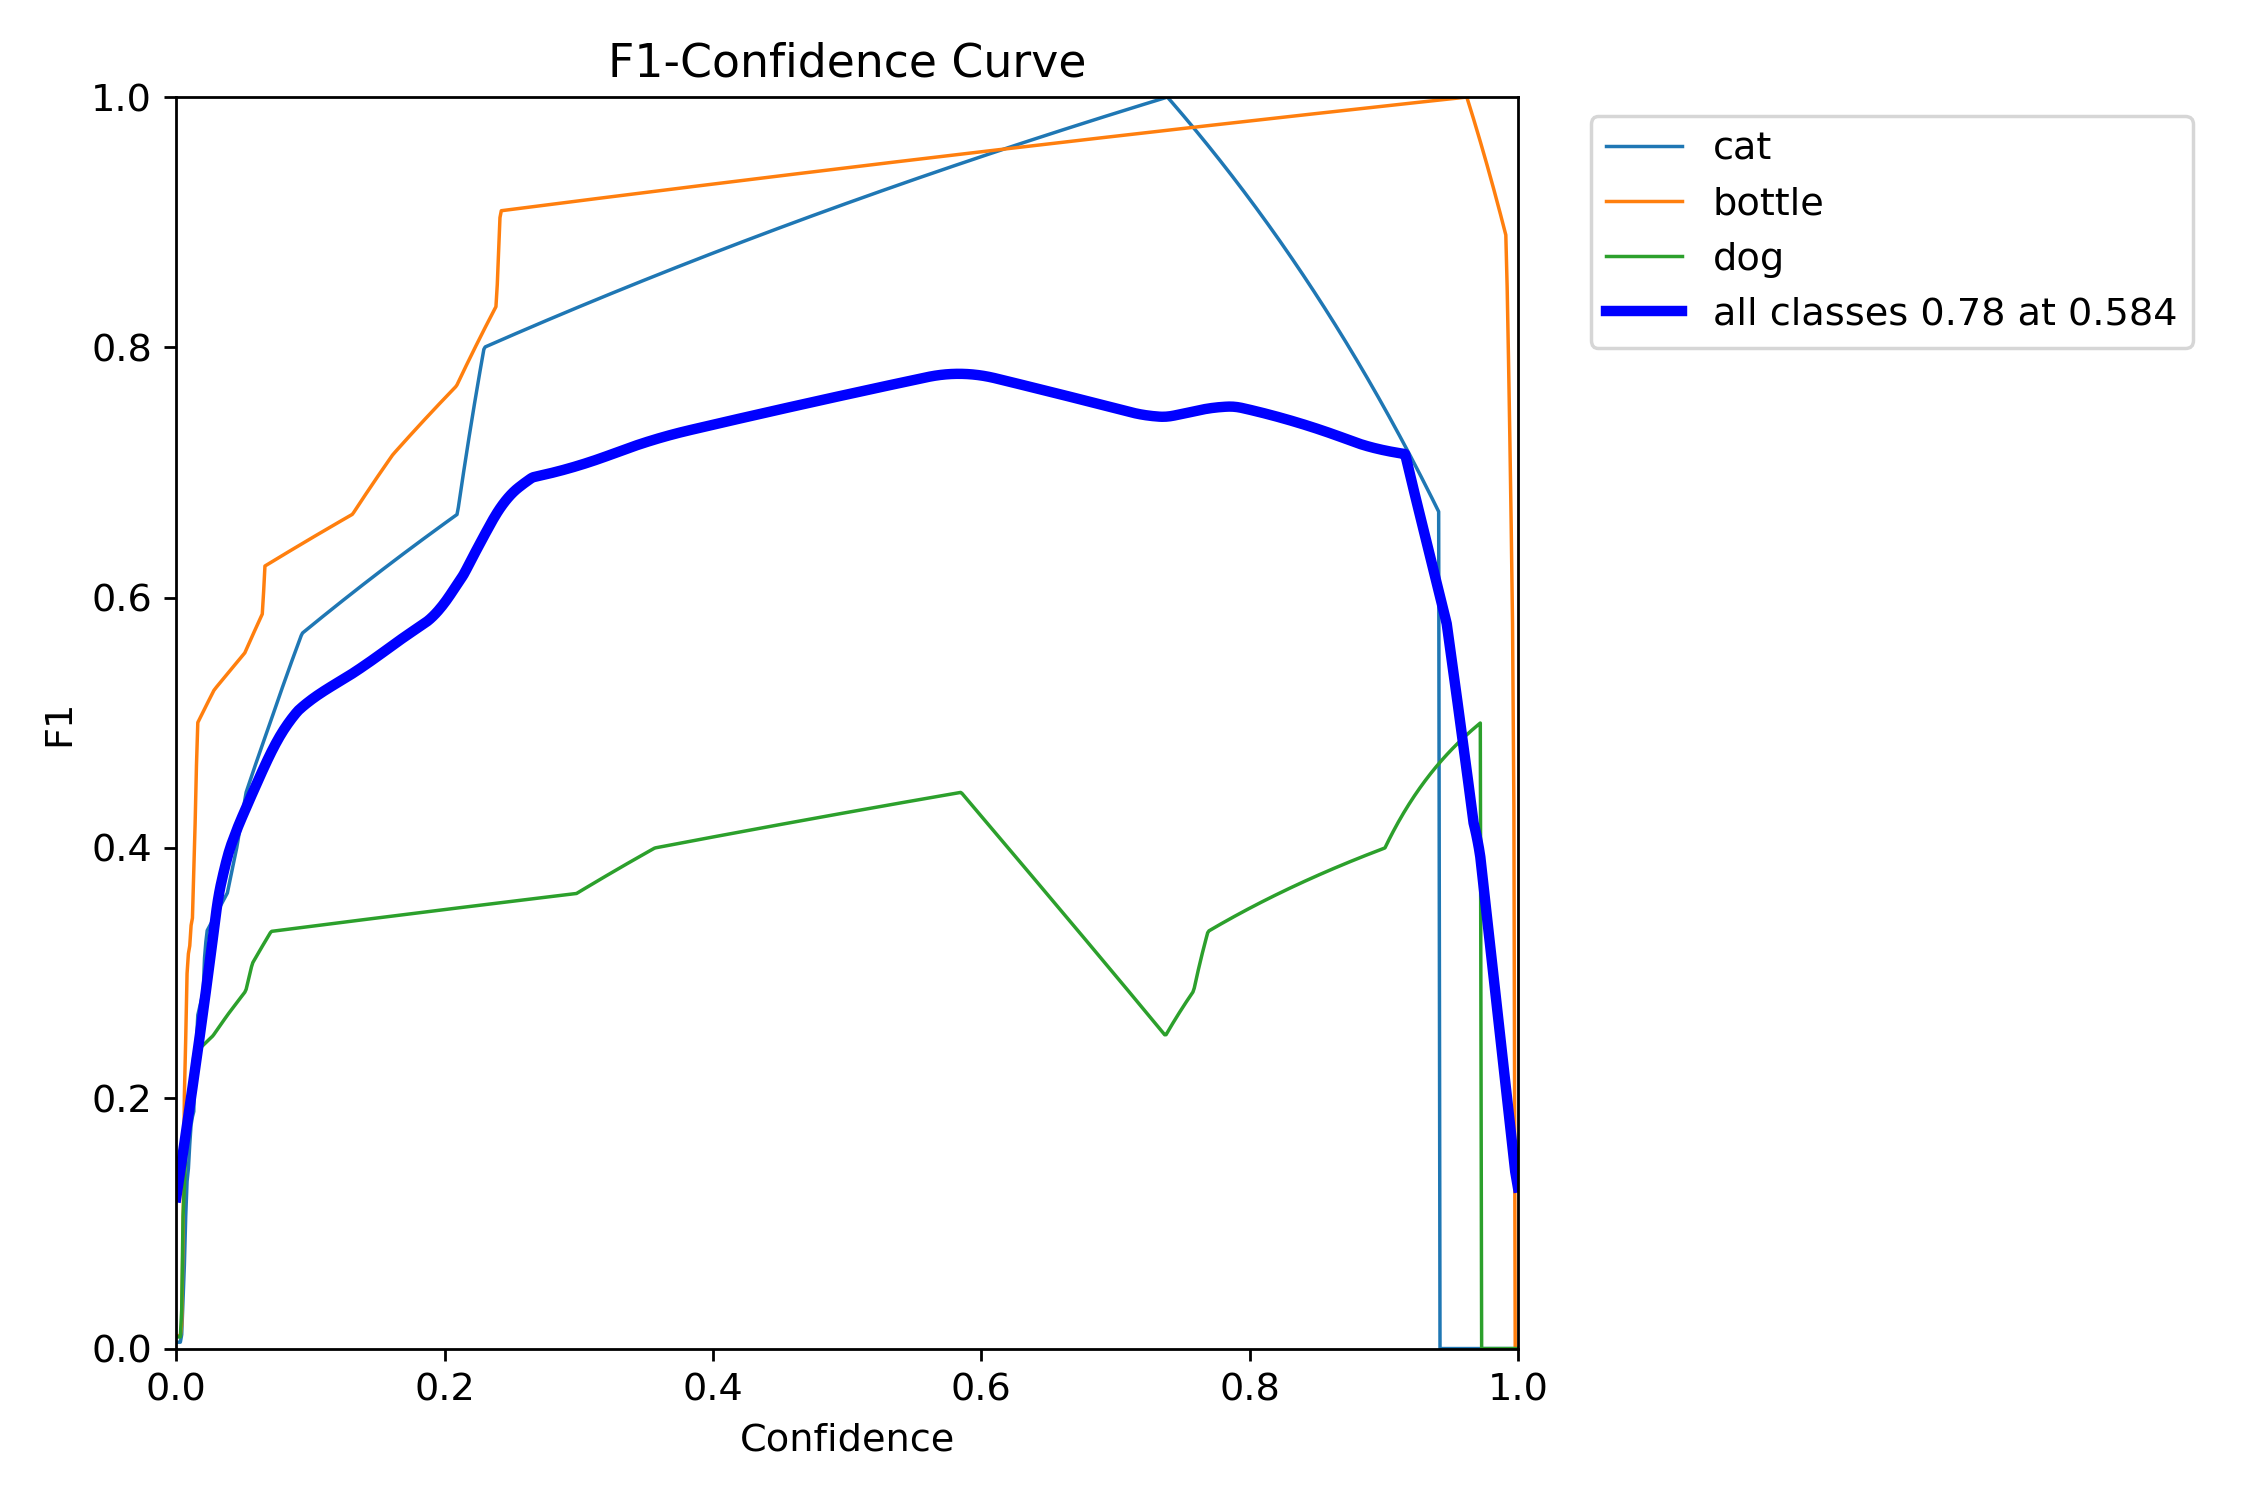 F1-Confidence Curve
1.0
0.8
0.6
0.4
0.2
0.0
F1
0.0 0.2 0.4 0.6 0.8 1.0
Confidence
cat
bottle
dog
all classes 0.78 at 0.584